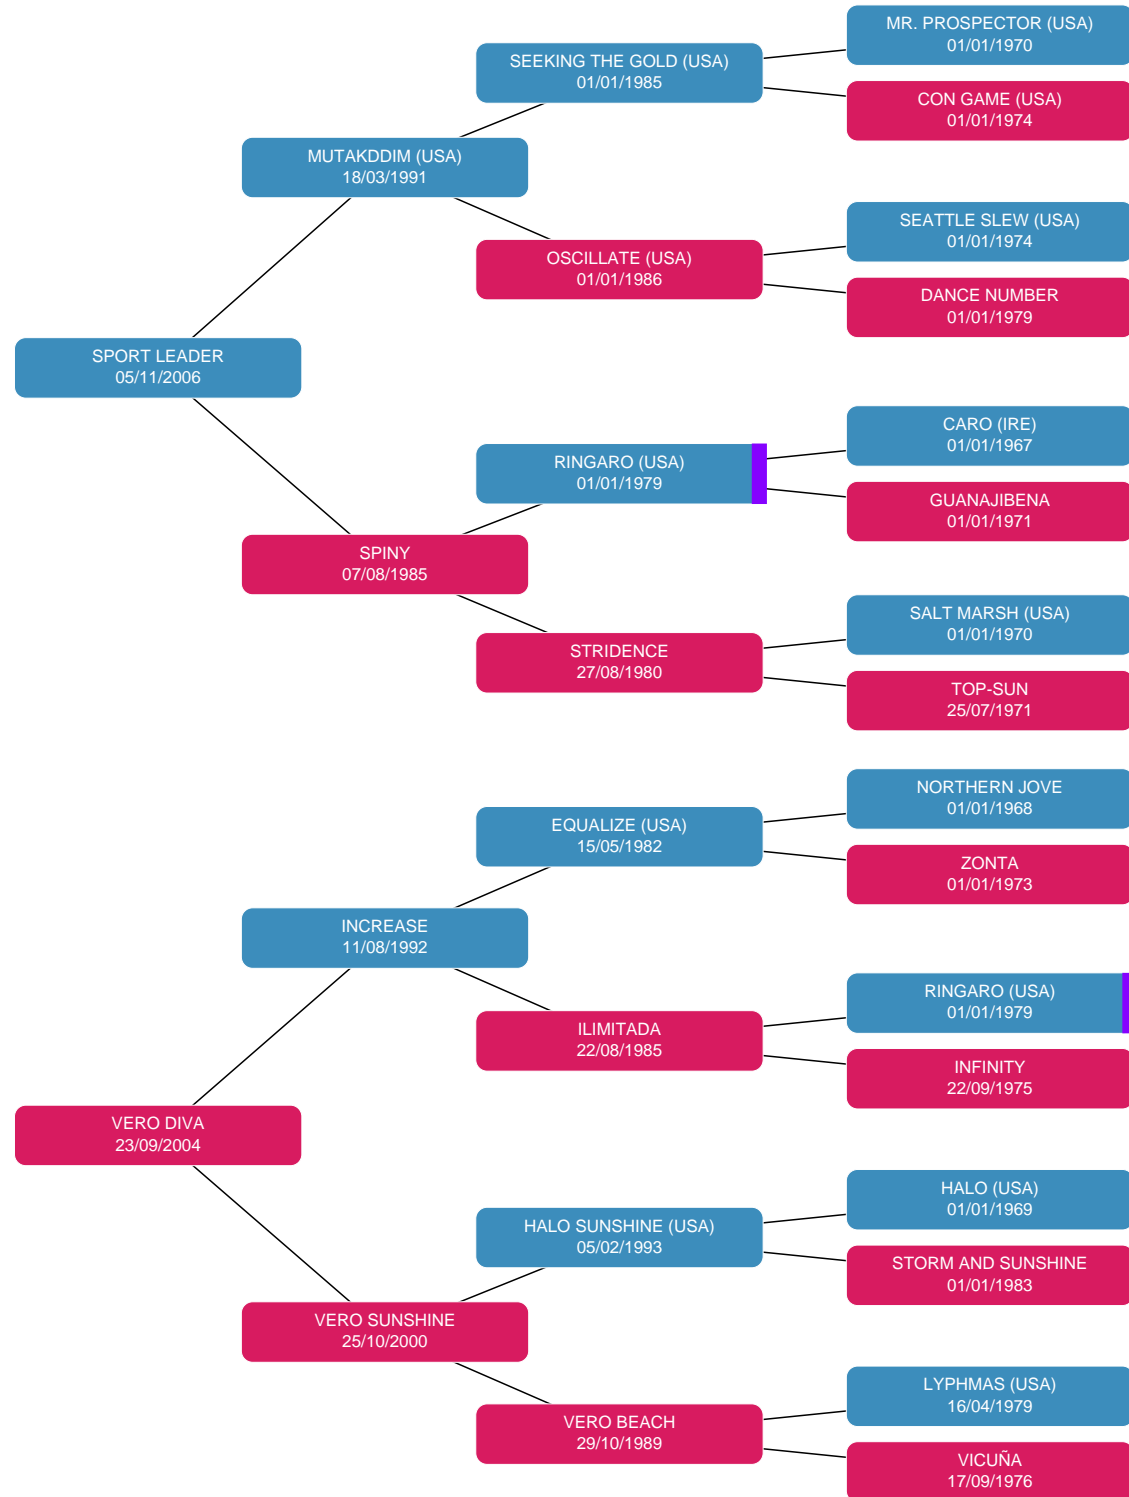 MR. PROSPECTOR (USA)
01/01/1970
SEEKING THE GOLD (USA)
01/01/1985
CON GAME (USA)
01/01/1974
MUTAKDDIM (USA)
18/03/1991
SEATTLE SLEW (USA)
01/01/1974
OSCILLATE (USA)
01/01/1986
DANCE NUMBER
01/01/1979
SPORT LEADER
05/11/2006
CARO (IRE)
01/01/1967
RINGARO (USA)
01/01/1979
GUANAJIBENA
01/01/1971
SPINY
07/08/1985
SALT MARSH (USA)
01/01/1970
STRIDENCE
27/08/1980
TOP-SUN
25/07/1971
NORTHERN JOVE
01/01/1968
EQUALIZE (USA)
15/05/1982
ZONTA
01/01/1973
INCREASE
11/08/1992
RINGARO (USA)
01/01/1979
ILIMITADA
22/08/1985
INFINITY
22/09/1975
VERO DIVA
23/09/2004
HALO (USA)
01/01/1969
HALO SUNSHINE (USA)
05/02/1993
STORM AND SUNSHINE
01/01/1983
VERO SUNSHINE
25/10/2000
LYPHMAS (USA)
16/04/1979
VERO BEACH
29/10/1989
VICUÑA
17/09/1976